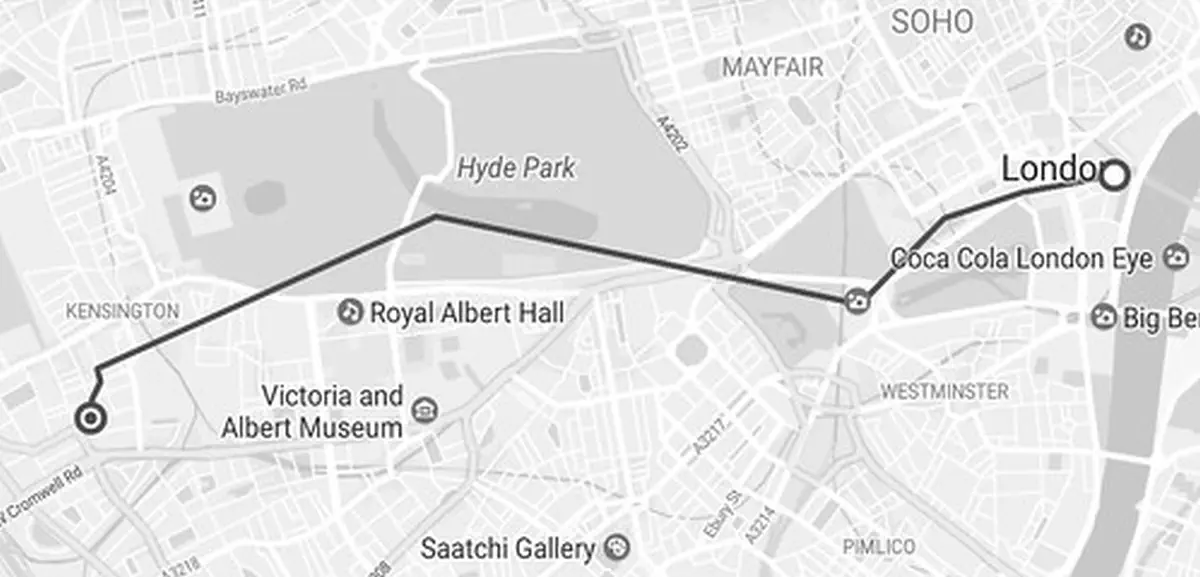 SOHO
MAYFAIR
Bayswater Rd
A4202
A4204
Hyde Park
London
Coca Cola London Eye
KENSINGTON
Royal Albert Hall
Big Ben
WESTMINSTER
Victoria and
Albert Museum
A3217
Cromwell Rd
Ebury St
A3214
Saatchi Gallery
PIMLICO
A3218